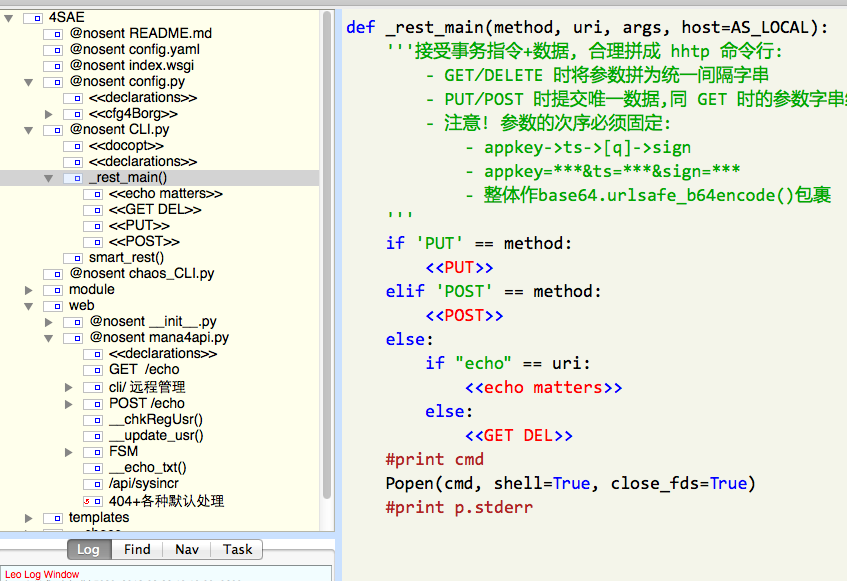 4SAE
@nosent README.md
@nosent config.yaml
@nosent index.wsgi
@nosent config.py
<<declarations>>
<<cfg4Borg>>
@nosent CLI.py
<<docopt>>
<<declarations>>
_rest_main()
<<echo matters>>
<<GET DEL>>
<<PUT>>
<<POST>>
smart_rest()
@nosent chaos_CLI.py
module
web
@nosent __init__.py
@nosent mana4api.py
<<declarations>>
GET /echo
cli/ 远程管理
POST /echo
__chkRegUsr()
__update_usr()
FSM
__echo_txt()
/api/sysincr
404+各种默认处理
templates
Log
Find
Nav
Task
Leo Log Window
def _rest_main(method, uri, args, host=AS_LOCAL):
'''接受事务指令+数据, 合理拼成 hhtp 命令行:
- GET/DELETE 时将参数拼为统一间隔字串
- PUT/POST 时提交唯一数据,同 GET 时的参数字串
- 注意! 参数的次序必须固定:
- appkey->ts->[q]->sign
- appkey=***&ts=***&sign=***
- 整体作base64.urlsafe_b64encode()包裹
'''
if 'PUT' == method:
<<PUT>>
elif 'POST' == method:
<<POST>>
else:
if "echo" == uri:
<<echo matters>>
else:
<<GET DEL>>
#print cmd
Popen(cmd, shell=True, close_fds=True)
#print p.stderr